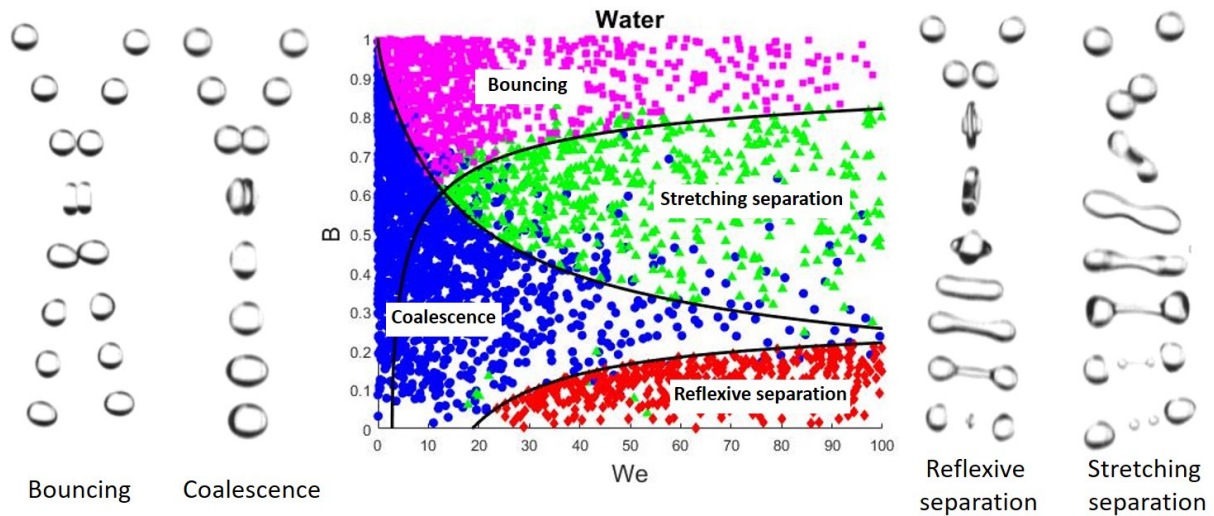 Water
1
0.9
0.8
0.7
0.6
0.5
0.4
0.3
0.2
0.1
0
B
Bouncing
Stretching separation
Coalescence
Reflexive separation
0 10 20 30 40 50 60 70 80 90 100
We
Bouncing
Coalescence
Reflexive
separation
Stretching
separation